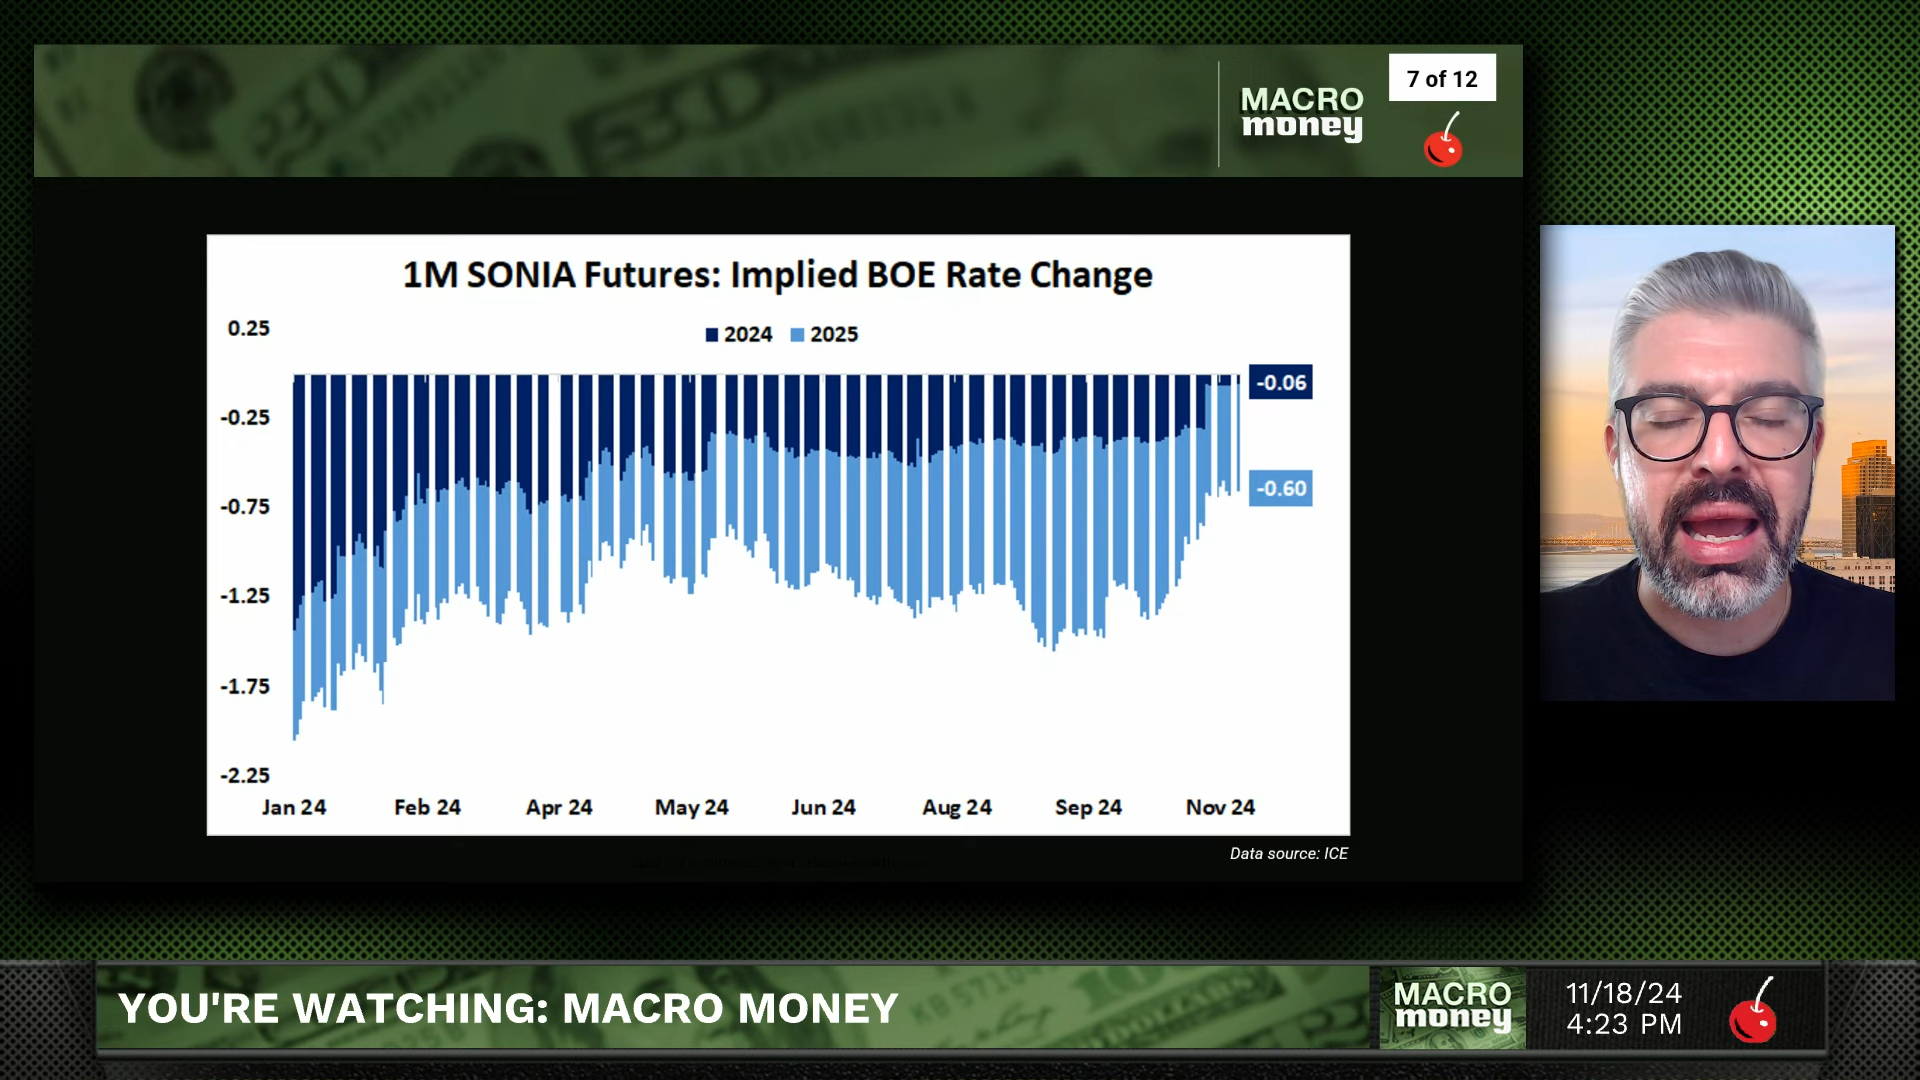 MACRO
money
7 of 12
1M SONIA Futures: Implied BOE Rate Change
2024 2025
0.25
-0.25
-0.75
-1.25
-1.75
-2.25
-0.06
-0.60
Jan 24 Feb 24 Apr 24 May 24 Jun 24 Aug 24 Sep 24 Nov 24
Data source: ICE
YOU'RE WATCHING: MACRO MONEY
MACRO
money
11/18/24
4:23 PM